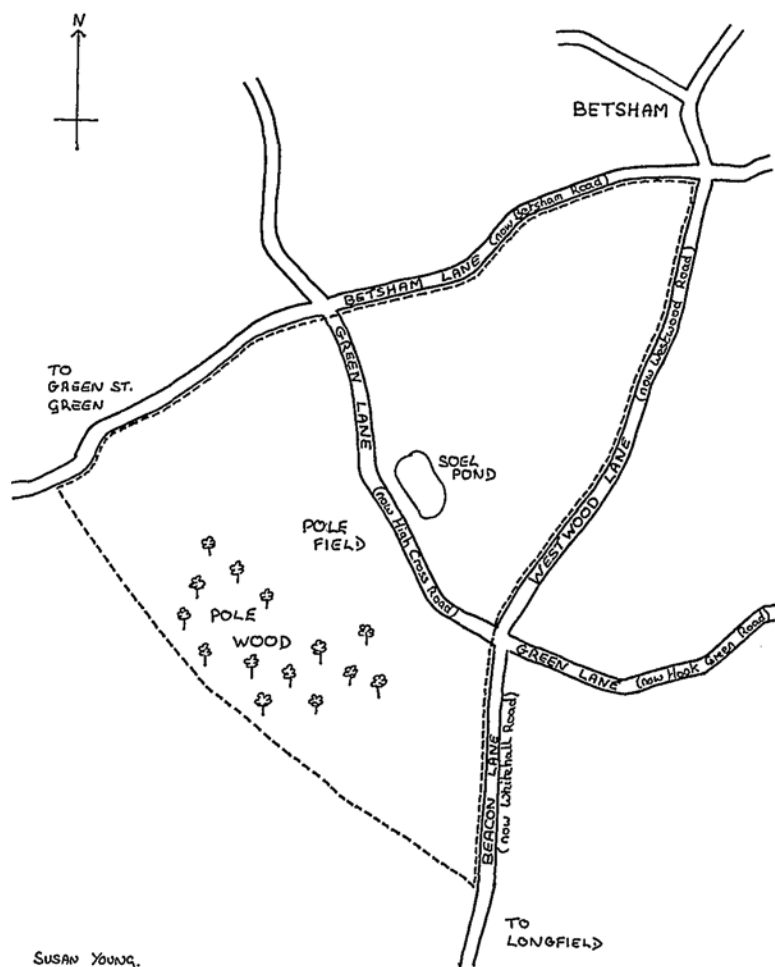 N
BETSHAM
BETSHAM LANE (now Betsham Road)
GREEN LANE
(now High Cross Road)
TO
GREEN ST.
GREEN
SOEL
POND
POLE
FIELD
POLE
WOOD
WESTWOOD LANE (now Westwood Road)
GREEN LANE (now Hook Green Road)
BEACON LANE
(now Whitehall Road)
TO
LONGFIELD
SUSAN YOUNG.